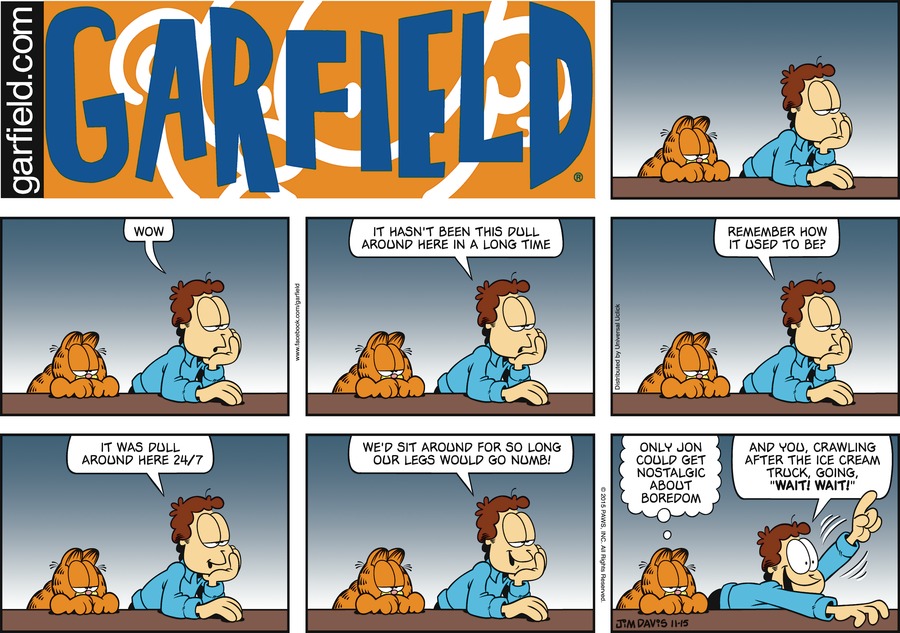 garfield.com
GARFIELD
®
WOW
www.facebook.com/garfield
IT HASN'T BEEN THIS DULL
AROUND HERE IN A LONG TIME
REMEMBER HOW
IT USED TO BE?
Distributed by Universal Uclick
IT WAS DULL
AROUND HERE 24/7
WE'D SIT AROUND FOR SO LONG
OUR LEGS WOULD GO NUMB!
© 2015 PAWS, INC. All Rights Reserved.
ONLY JON
COULD GET
NOSTALGIC
ABOUT
BOREDOM
AND YOU, CRAWLING
AFTER THE ICE CREAM
TRUCK, GOING,
"WAIT! WAIT!"
JIM DAVIS 11-15